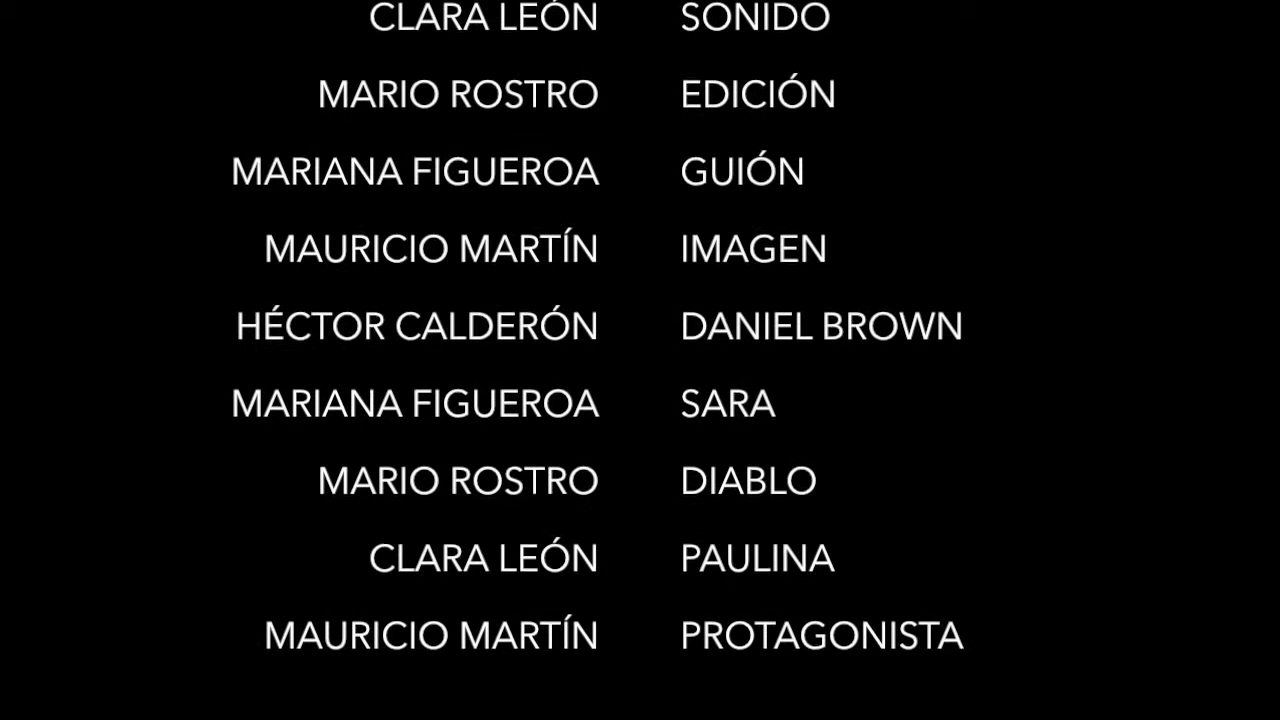 CLARA LEÓN SONIDO
MARIO ROSTRO EDICIÓN
MARIANA FIGUEROA GUIÓN
MAURICIO MARTÍN IMAGEN
HÉCTOR CALDERÓN DANIEL BROWN
MARIANA FIGUEROA SARA
MARIO ROSTRO DIABLO
CLARA LEÓN PAULINA
MAURICIO MARTÍN PROTAGONISTA